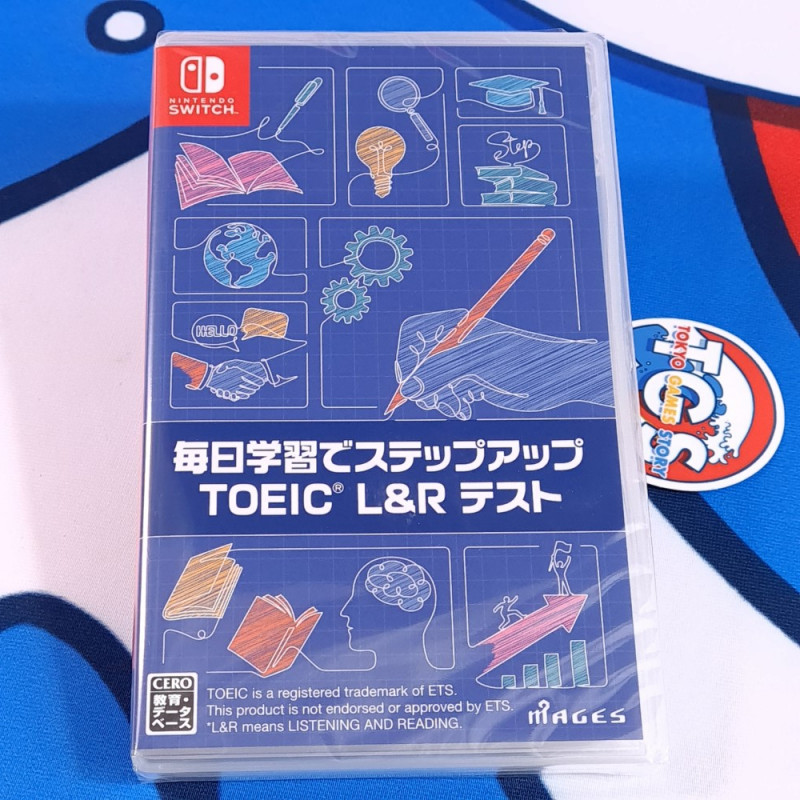 NINTENDO
SWITCH™
Step
HELLO
毎日学習でステップアップ
TOEIC® L&R テスト
CERO
教育・データ
ベース
TOEIC is a registered trademark of ETS.
This product is not endorsed or approved by ETS.
*L&R means LISTENING AND READING.
MAGES
TOKYO GAMES STORY
TGS